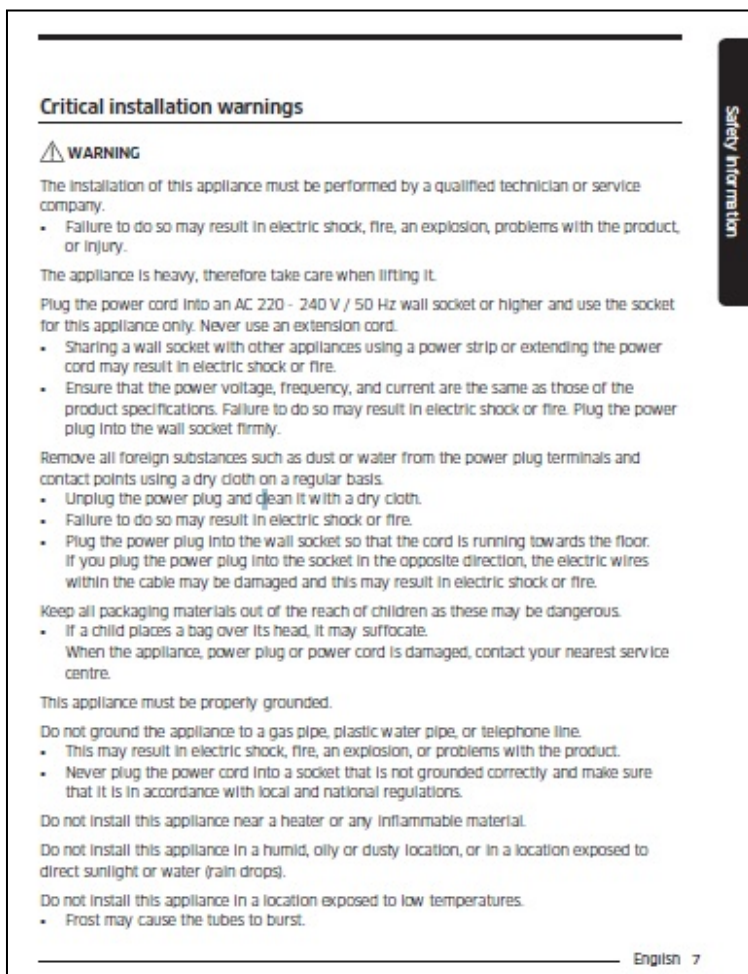 Critical installation warnings
WARNING
The installation of this appliance must be performed by a qualified technician or service
company.
• Failure to do so may result in electric shock, fire, an explosion, problems with the product,
or injury.
The appliance is heavy, therefore take care when lifting it.
Plug the power cord into an AC 220 - 240 V / 50 Hz wall socket or higher and use the socket
for this appliance only. Never use an extension cord.
• Sharing a wall socket with other appliances using a power strip or extending the power
cord may result in electric shock or fire.
• Ensure that the power voltage, frequency, and current are the same as those of the
product specifications. Failure to do so may result in electric shock or fire. Plug the power
plug into the wall socket firmly.
Remove all foreign substances such as dust or water from the power plug terminals and
contact points using a dry cloth on a regular basis.
• Unplug the power plug and clean it with a dry cloth.
• Failure to do so may result in electric shock or fire.
• Plug the power plug into the wall socket so that the cord is running towards the floor.
If you plug the power plug into the socket in the opposite direction, the electric wires
within the cable may be damaged and this may result in electric shock or fire.
Keep all packaging materials out of the reach of children as these may be dangerous.
• If a child places a bag over its head, it may suffocate.
When the appliance, power plug or power cord is damaged, contact your nearest service
centre.
This appliance must be properly grounded.
Do not ground the appliance to a gas pipe, plastic water pipe, or telephone line.
• This may result in electric shock, fire, an explosion, or problems with the product.
• Never plug the power cord into a socket that is not grounded correctly and make sure
that it is in accordance with local and national regulations.
Do not install this appliance near a heater or any inflammable material.
Do not install this appliance in a humid, oily or dusty location, or in a location exposed to
direct sunlight or water (rain drops).
Do not install this appliance in a location exposed to low temperatures.
• Frost may cause the tubes to burst.
English 7
Safety information